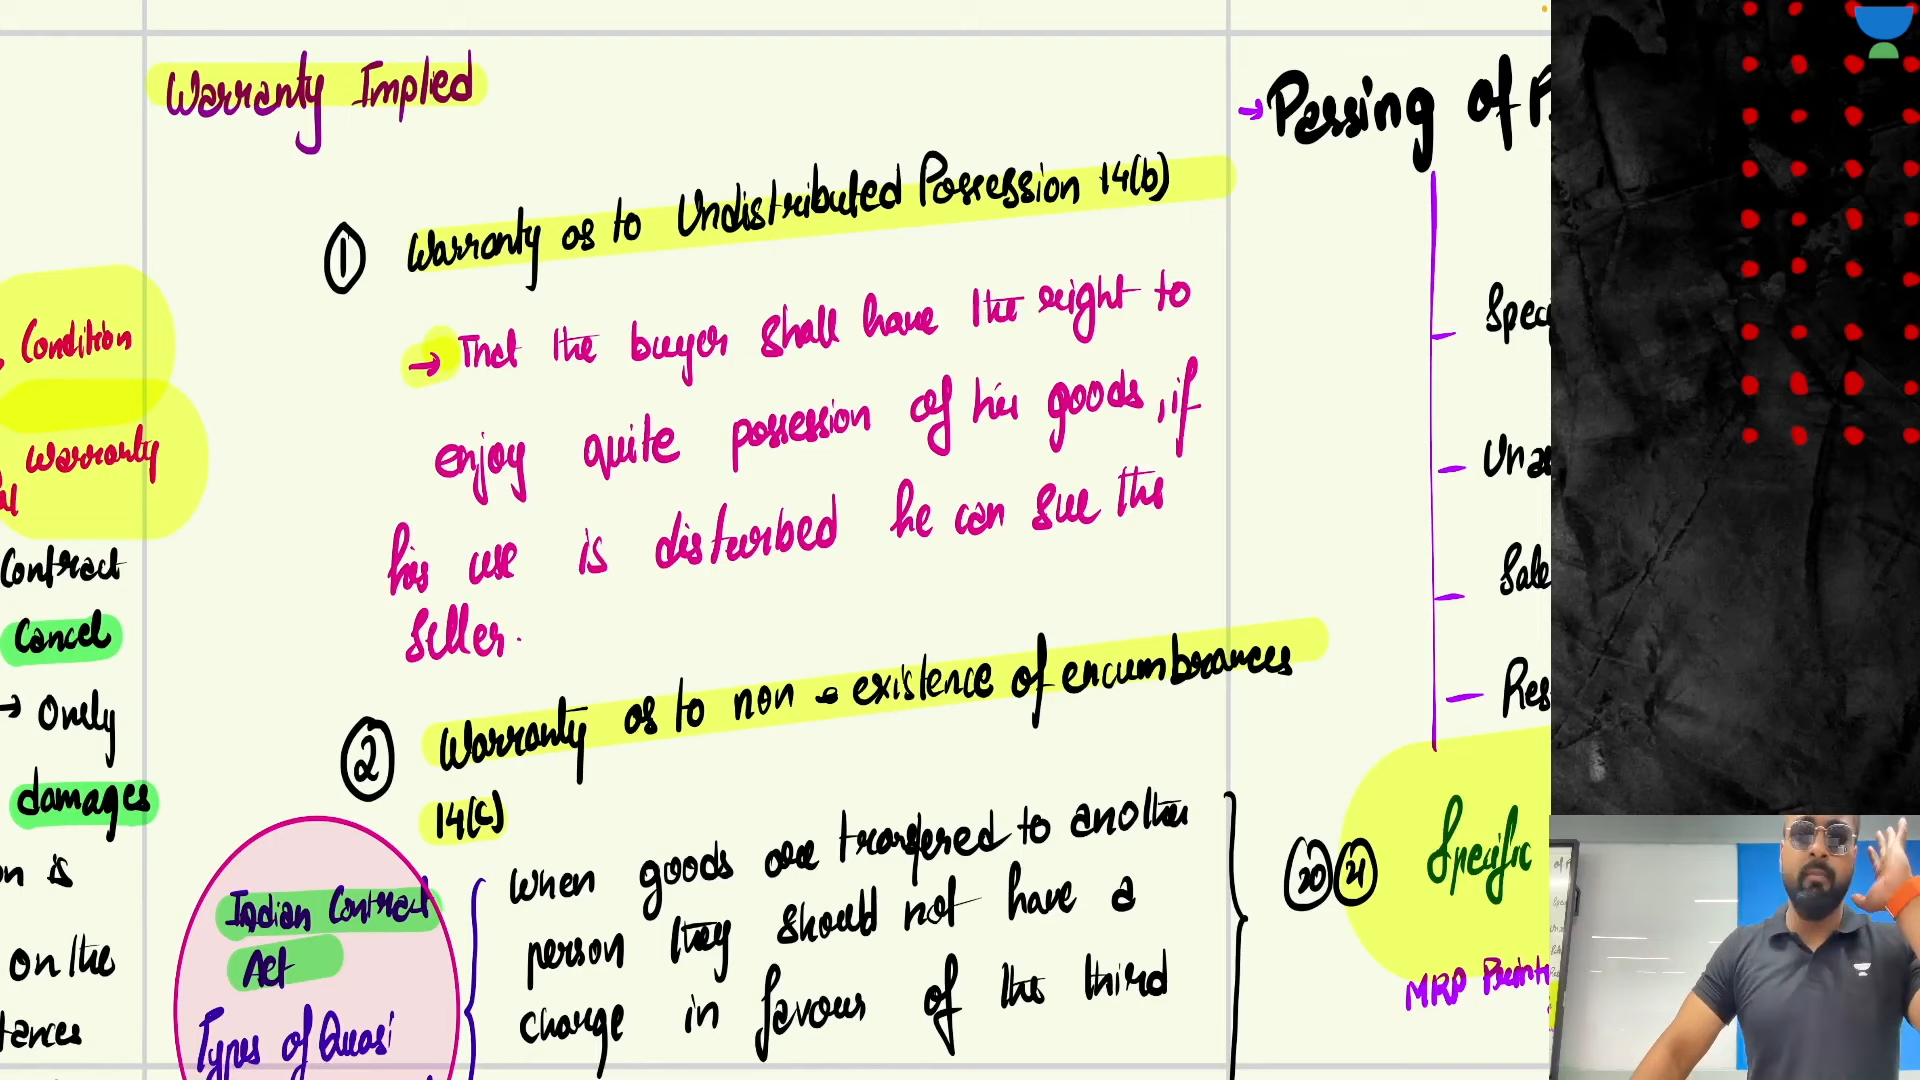 Warranty Implied
① Warranty as to Undistributed Possession 14(b)
→ That the buyer shall have the right to
enjoy quite possession of his goods, if
his use is disturbed he can sue the
seller.
② Warranty as to non - existence of encumbrances
14(c)
When goods are transfered to another
person they should not have a
charge in favour of the third
Condition
Warranty
Contract
Cancel
→ Only
damages
is
on the
Indian Contract
Act
Types of Quasi
→ Passing of P
Spec
Sale
Res
⑳ ㉑ Specific
MRP